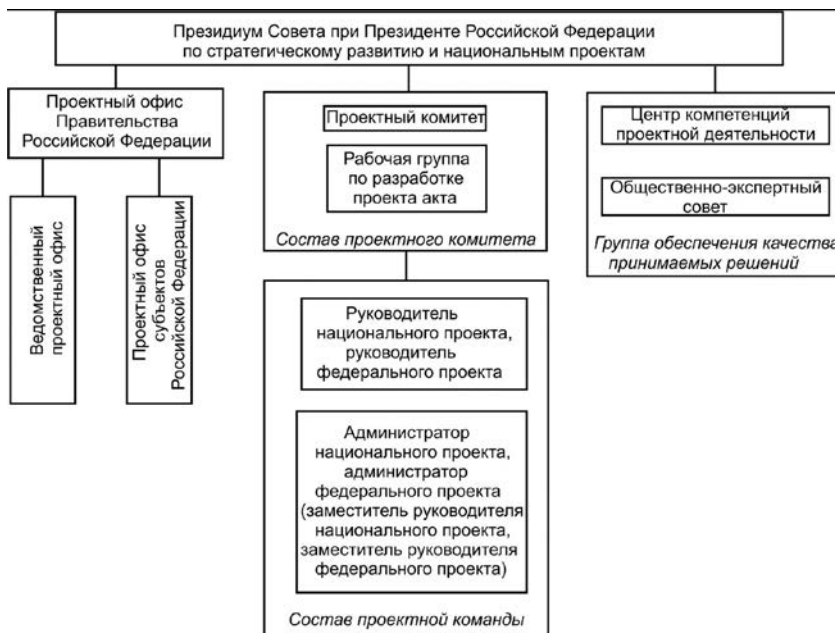 Президиум Совета при Президенте Российской Федерации
по стратегическому развитию и национальным проектам
Проектный офис
Правительства
Российской Федерации
Ведомственный
проектный офис
Проектный офис
субъектов
Российской Федерации
Проектный комитет
Рабочая группа
по разработке
проекта акта
Состав проектного комитета
Руководитель
национального проекта,
руководитель
федерального проекта
Администратор
национального проекта,
администратор
федерального проекта
(заместитель руководителя
национального проекта,
заместитель руководителя
федерального проекта)
Состав проектной команды
Центр компетенций
проектной деятельности
Общественно-экспертный
совет
Группа обеспечения качества
принимаемых решений